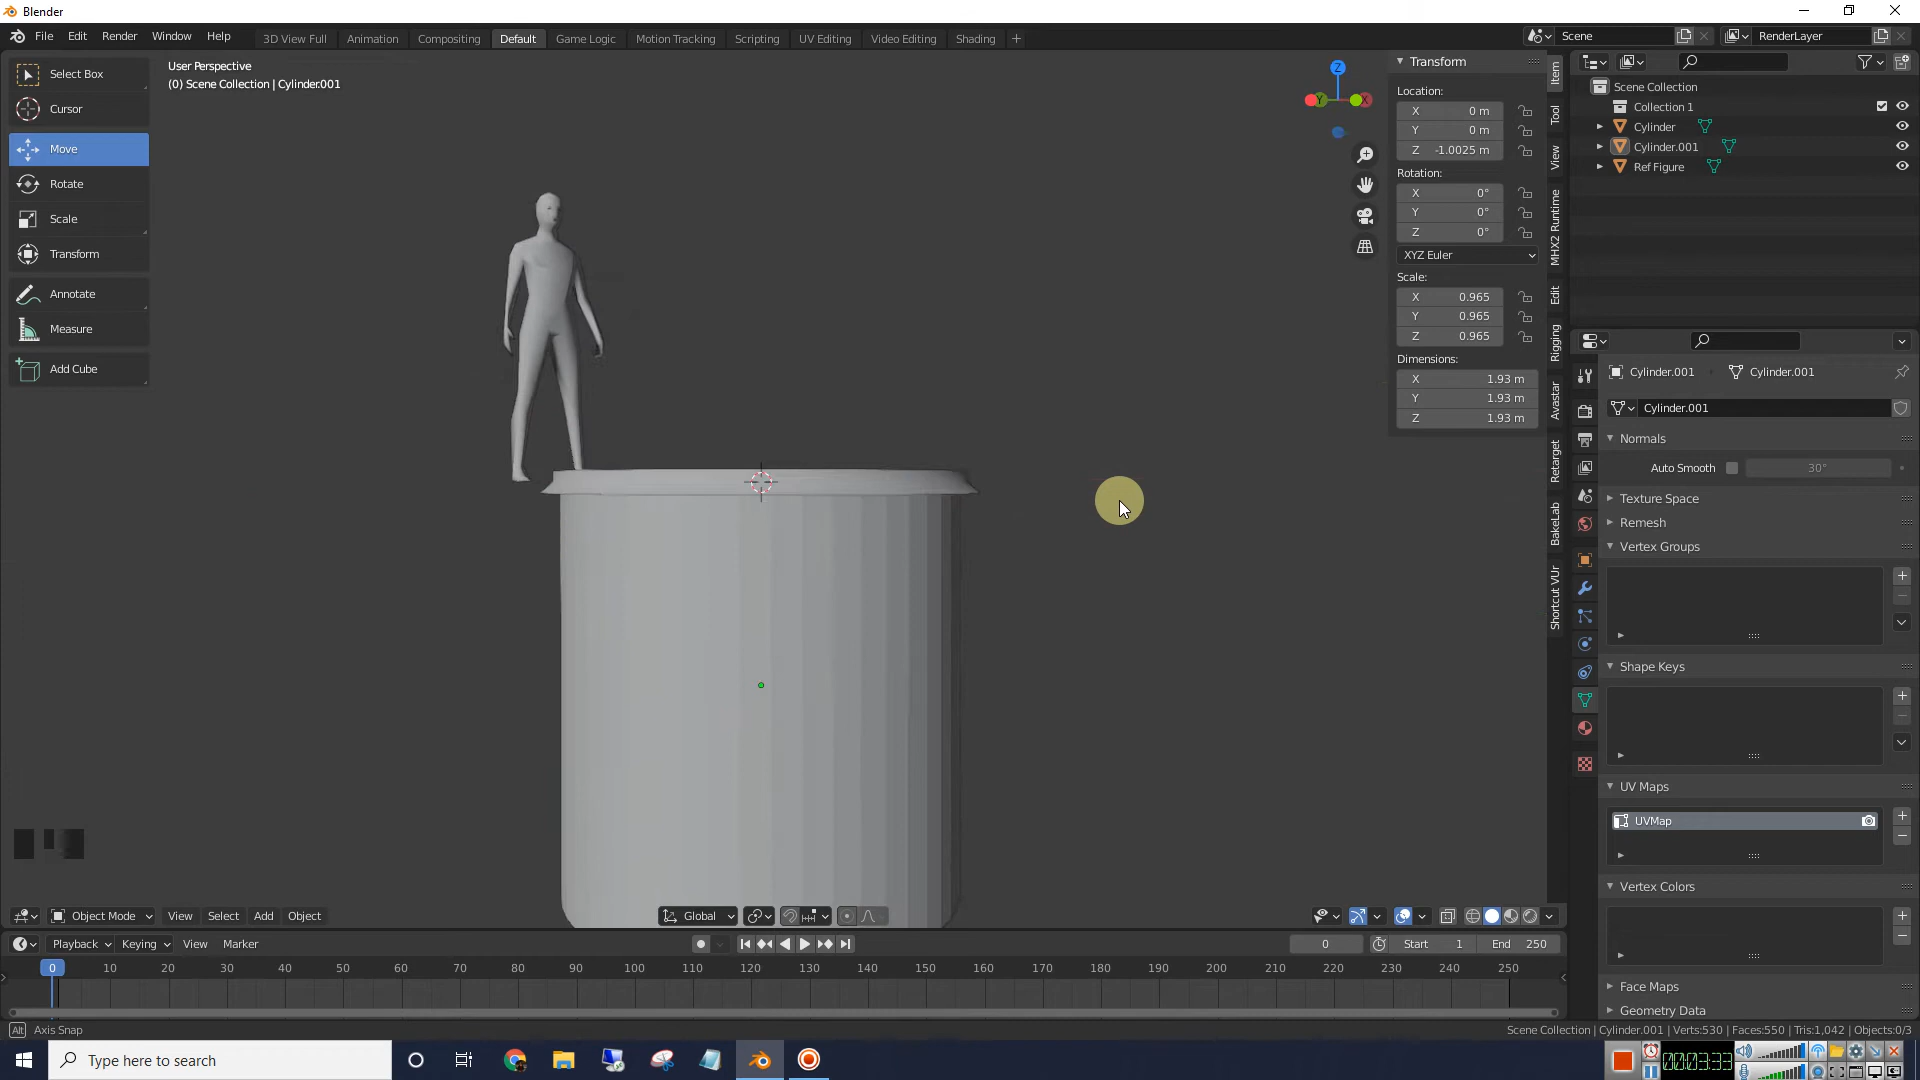 Blender
File Edit Render Window Help
3D View Full Animation Compositing Default Game Logic Motion Tracking Scripting UV Editing Video Editing Shading +
Scene
RenderLayer
Select Box
Cursor
Move
Rotate
Scale
Transform
Annotate
Measure
Add Cube
User Perspective
(0) Scene Collection | Cylinder.001
Z
Y
X
Transform
Location:
X 0 m
Y 0 m
Z -1.0025 m
Rotation:
X 0°
Y 0°
Z 0°
XYZ Euler
Scale:
X 0.965
Y 0.965
Z 0.965
Dimensions:
X 1.93 m
Y 1.93 m
Z 1.93 m
Item
Tool
View
MHX2 Runtime
Edit
Rigging
Avastar
Retarget
BakeLab
Shortcut VUr
Scene Collection
Collection 1
Cylinder
Cylinder.001
Ref Figure
Cylinder.001 Cylinder.001
Cylinder.001
Normals
Auto Smooth 30°
Texture Space
Remesh
Vertex Groups
Shape Keys
UV Maps
UVMap
Vertex Colors
Face Maps
Geometry Data
Object Mode View Select Add Object
Global
Playback Keying View Marker
0 Start 1 End 250
0 10 20 30 40 50 60 70 80 90 100 110 120 130 140 150 160 170 180 190 200 210 220 230 240 250
Alt Axis Snap
Scene Collection | Cylinder.001 | Verts:530 | Faces:550 | Tris:1,042 | Objects:0/3
Type here to search
00:03:33